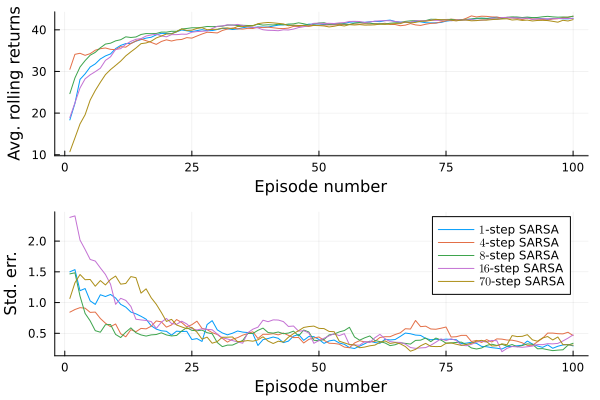 Avg. rolling returns
40
30
20
10
0
25
50
75
100
Episode number
Std. err.
2.0
1.5
1.0
0.5
1-step SARSA
4-step SARSA
8-step SARSA
16-step SARSA
70-step SARSA
0
25
50
75
100
Episode number